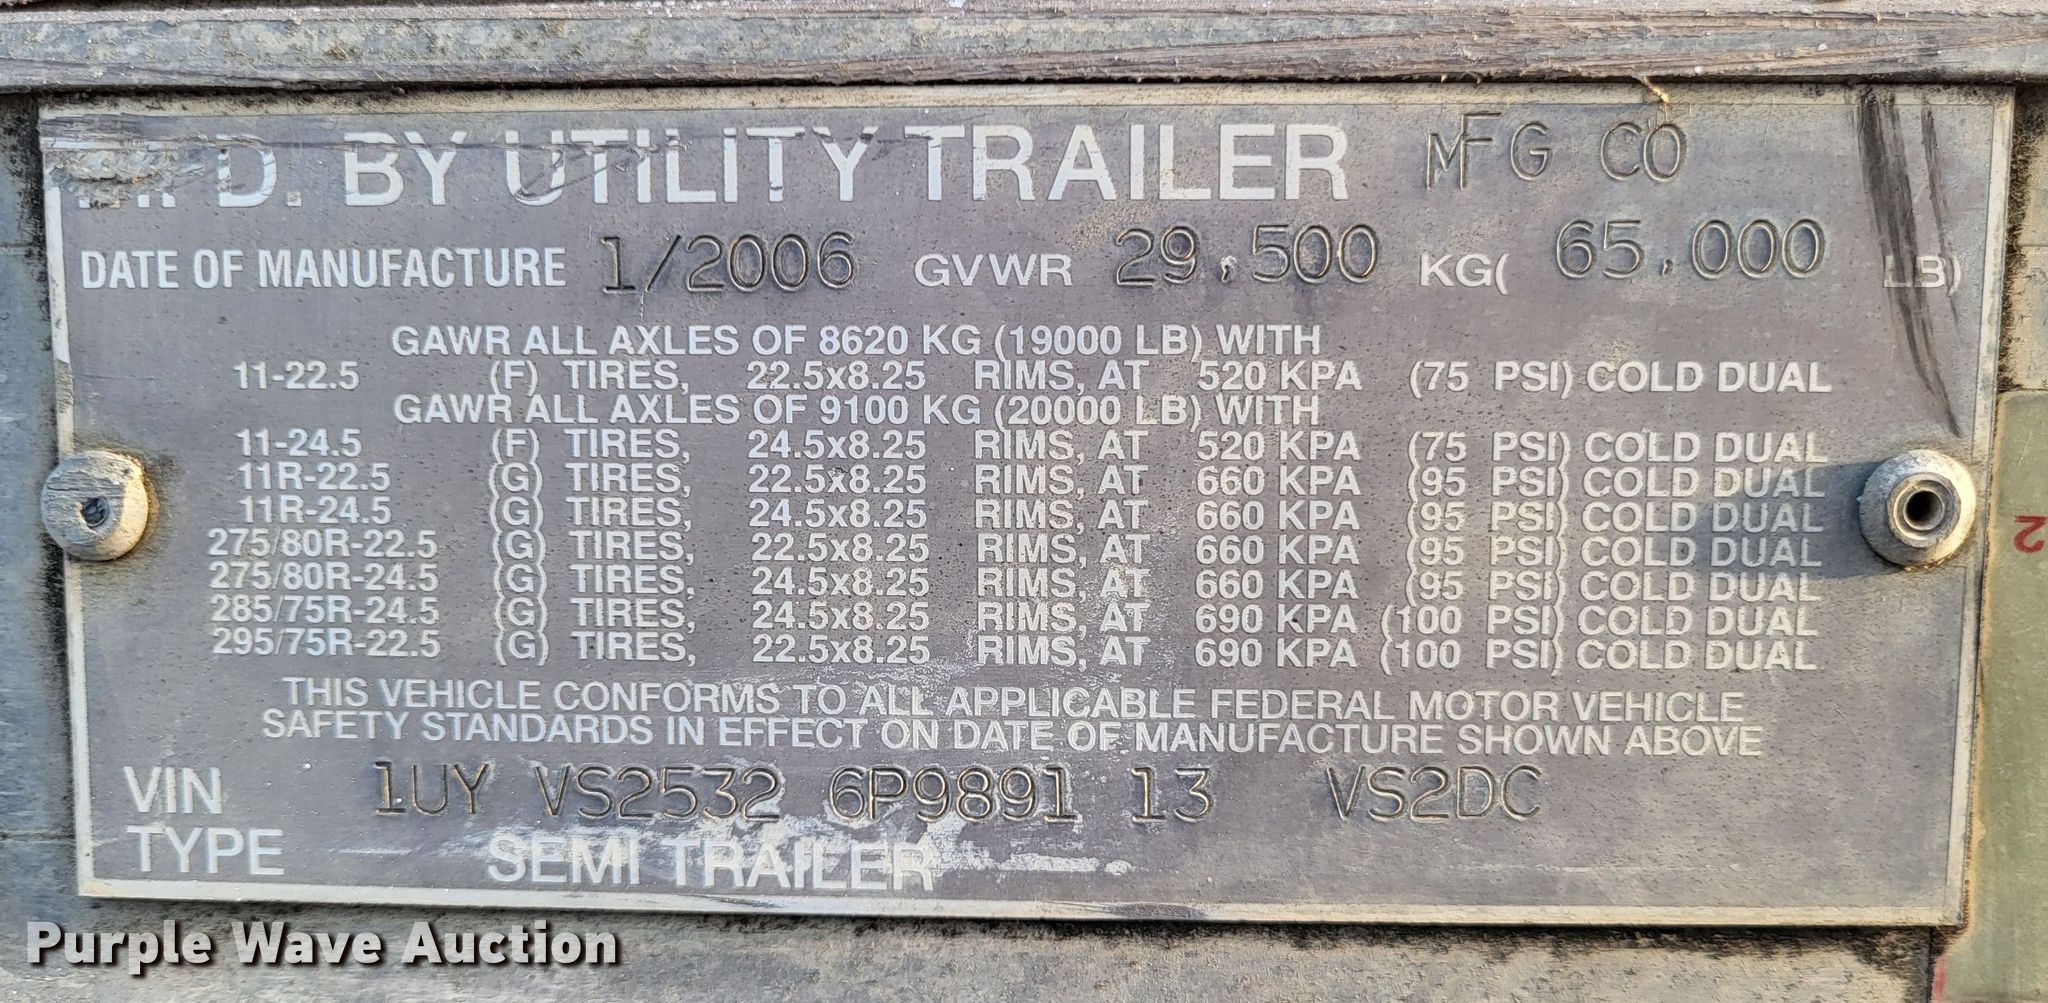 MFD. BY UTILITY TRAILER MFG CO
DATE OF MANUFACTURE 1/2006 GVWR 29,500 KG( 65,000 LB)
GAWR ALL AXLES OF 8620 KG (19000 LB) WITH
11-22.5 (F) TIRES, 22.5x8.25 RIMS, AT 520 KPA (75 PSI) COLD DUAL
GAWR ALL AXLES OF 9100 KG (20000 LB) WITH
11-24.5 (F) TIRES, 24.5x8.25 RIMS, AT 520 KPA (75 PSI) COLD DUAL
11R-22.5 (G) TIRES, 22.5x8.25 RIMS, AT 660 KPA (95 PSI) COLD DUAL
11R-24.5 (G) TIRES, 24.5x8.25 RIMS, AT 660 KPA (95 PSI) COLD DUAL
275/80R-22.5 (G) TIRES, 22.5x8.25 RIMS, AT 660 KPA (95 PSI) COLD DUAL
275/80R-24.5 (G) TIRES, 24.5x8.25 RIMS, AT 660 KPA (95 PSI) COLD DUAL
285/75R-24.5 (G) TIRES, 24.5x8.25 RIMS, AT 690 KPA (100 PSI) COLD DUAL
295/75R-22.5 (G) TIRES, 22.5x8.25 RIMS, AT 690 KPA (100 PSI) COLD DUAL
THIS VEHICLE CONFORMS TO ALL APPLICABLE FEDERAL MOTOR VEHICLE
SAFETY STANDARDS IN EFFECT ON DATE OF MANUFACTURE SHOWN ABOVE
VIN 1UY VS2532 6P9891 13 VS2DC
TYPE SEMI TRAILER
2
Purple Wave Auction